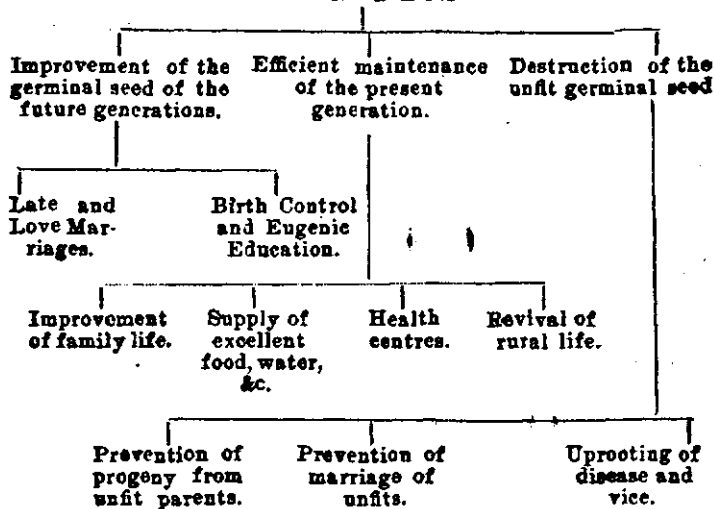 Improvement of the
germinal seed of the
future generations.
Efficient maintenance
of the present
generation.
Destruction of the
unfit germinal seed
Late and
Love Mar-
riages.
Birth Control
and Eugenic
Education.
Improvement
of family life.
Supply of
excellent
food, water,
&c.
Health
centres.
Revival of
rural life.
Prevention of
progeny from
unfit parents.
Prevention of
marriage of
unfits.
Uprooting of
disease and
vice.